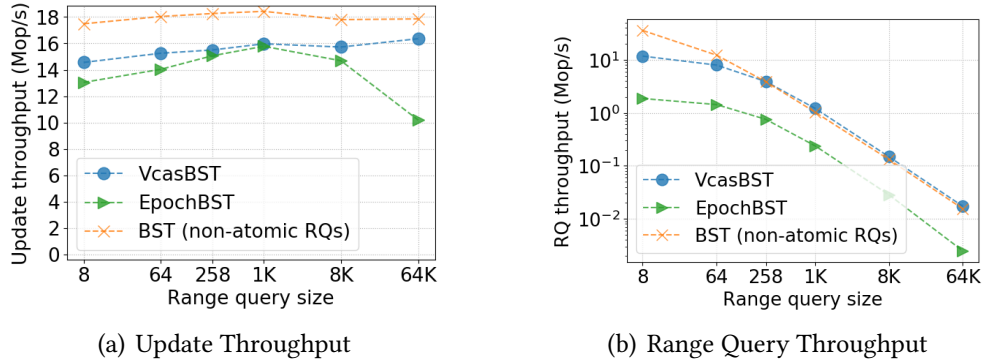 18
16
14
12
10
8
6
4
2
0
Update throughput (Mop/s)
VcasBST
EpochBST
BST (non-atomic RQs)
8 64 258 1K 8K 64K
Range query size
(a) Update Throughput
10¹
10⁰
10⁻¹
10⁻²
RQ throughput (Mop/s)
VcasBST
EpochBST
BST (non-atomic RQs)
8 64 258 1K 8K 64K
Range query size
(b) Range Query Throughput